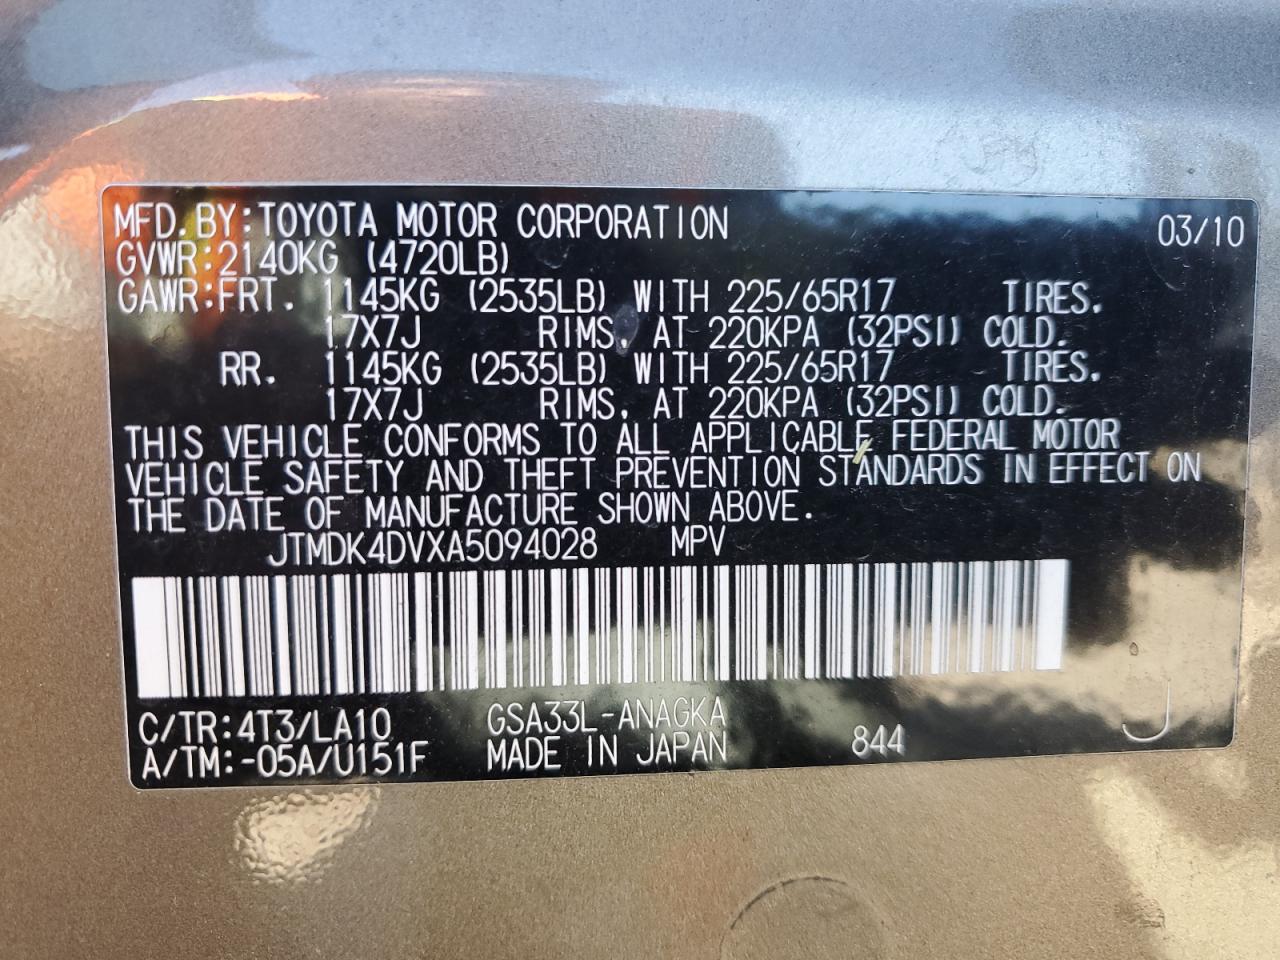 MFD. BY: TOYOTA MOTOR CORPORATION 03/10
GVWR: 2140KG (4720LB)
GAWR: FRT. 1145KG (2535LB) WITH 225/65R17 TIRES.
17X7J RIMS, AT 220KPA (32PSI) COLD.
RR. 1145KG (2535LB) WITH 225/65R17 TIRES.
17X7J RIMS, AT 220KPA (32PSI) COLD.
THIS VEHICLE CONFORMS TO ALL APPLICABLE FEDERAL MOTOR
VEHICLE SAFETY AND THEFT PREVENTION STANDARDS IN EFFECT ON
THE DATE OF MANUFACTURE SHOWN ABOVE.
JTMDK4DVXA5094028 MPV
C/TR: 4T3/LA10 GSA33L-ANAGKA
A/TM: -05A/U151F MADE IN JAPAN 844 J